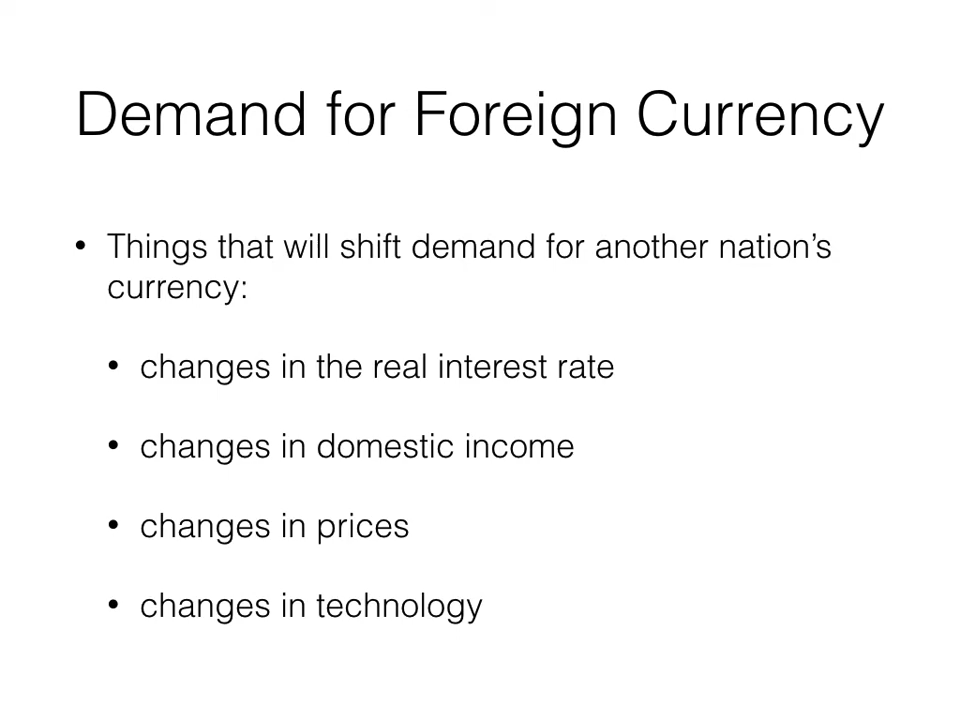 Demand for Foreign Currency
• Things that will shift demand for another nation’s
currency:
• changes in the real interest rate
• changes in domestic income
• changes in prices
• changes in technology